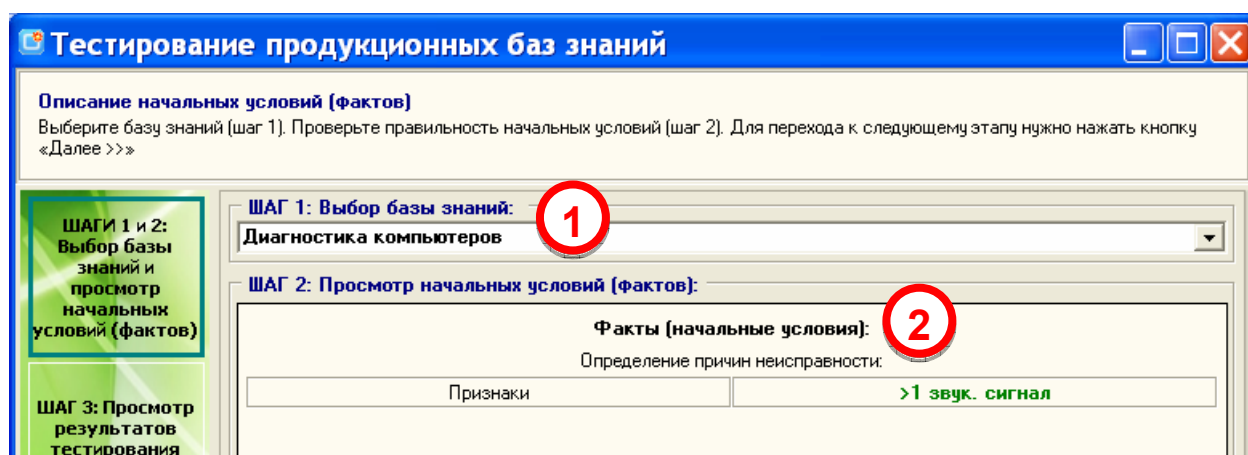 Тестирование продукционных баз знаний
Описание начальных условий (фактов)
Выберите базу знаний (шаг 1). Проверьте правильность начальных условий (шаг 2). Для перехода к следующему этапу нужно нажать кнопку
«Далее >>»
ШАГИ 1 и 2:
Выбор базы
знаний и
просмотр
начальных
условий (фактов)
ШАГ 3: Просмотр
результатов
тестирования
ШАГ 1: Выбор базы знаний:
1
Диагностика компьютеров
ШАГ 2: Просмотр начальных условий (фактов):
Факты (начальные условия):
2
Определение причин неисправности:
Признаки >1 звук. сигнал